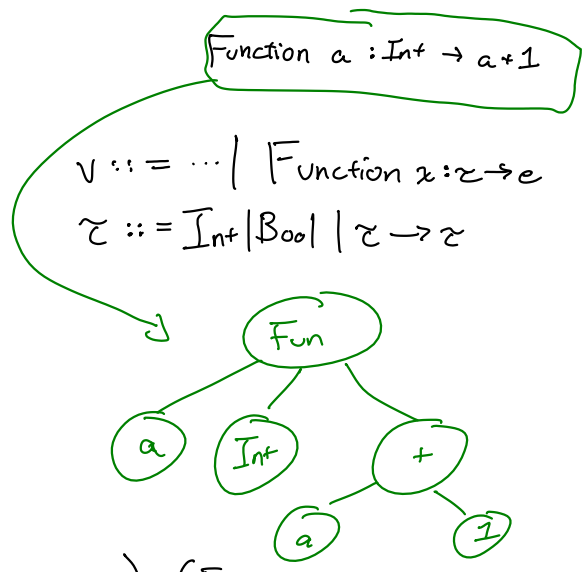 Function a : Int → a + 1
v ::= ⋯ | Function x : τ → e
τ ::= Int | Bool | τ → τ
Fun
a Int +
a 1